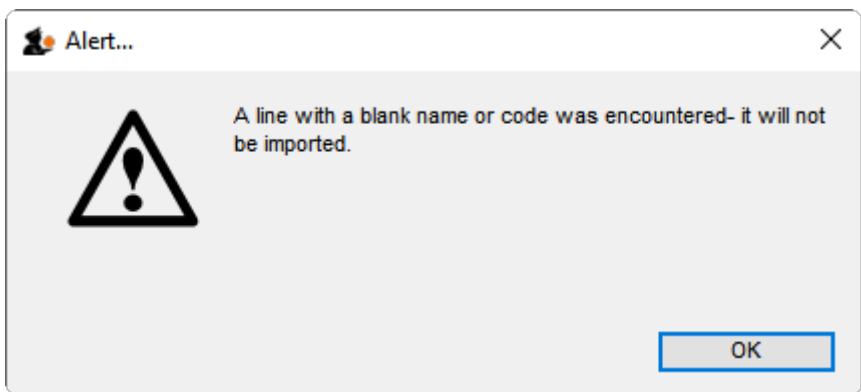 Alert...
A line with a blank name or code was encountered- it will not
be imported.
OK